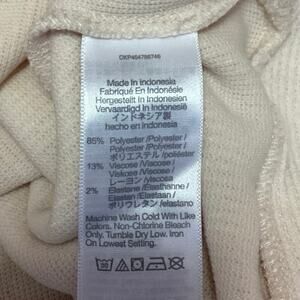 CKP464786746
Made In Indonesia
Fabriqué En Indonésie
Hergestellt In Indonesien
Vervaardigd In Indonesië
インドネシア製
hecho en indonesia
85% Polyester /Polyester /
Polyester /Polyester /
ポリエステル /poliéster
13% Viscose /Viscose /
Viskose /Viscose /
レーヨン /viscosa
2% Elastane /Élasthanne /
Elastan /Elastaan /
ポリウレタン /elastano
Machine Wash Cold With Like
Colors. Non-Chlorine Bleach
Only. Tumble Dry Low. Iron
On Lowest Setting.